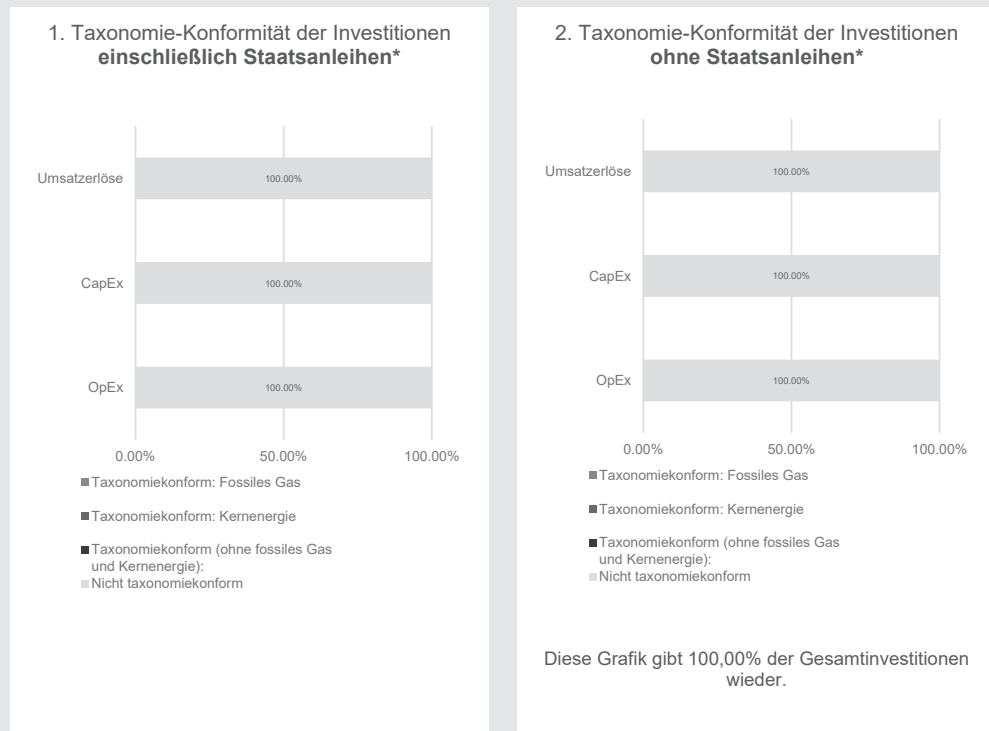 1. Taxonomie-Konformität der Investitionen
einschließlich Staatsanleihen*
Umsatzerlöse
100.00%
CapEx
100.00%
OpEx
100.00%
0.00%
50.00%
100.00%
Taxonomiekonform: Fossiles Gas
Taxonomiekonform: Kernenergie
Taxonomiekonform (ohne fossiles Gas
und Kernenergie):
Nicht taxonomiekonform
2. Taxonomie-Konformität der Investitionen
ohne Staatsanleihen*
Umsatzerlöse
100.00%
CapEx
100.00%
OpEx
100.00%
0.00%
50.00%
100.00%
Taxonomiekonform: Fossiles Gas
Taxonomiekonform: Kernenergie
Taxonomiekonform (ohne fossiles Gas
und Kernenergie):
Nicht taxonomiekonform
Diese Grafik gibt 100,00% der Gesamtinvestitionen
wieder.